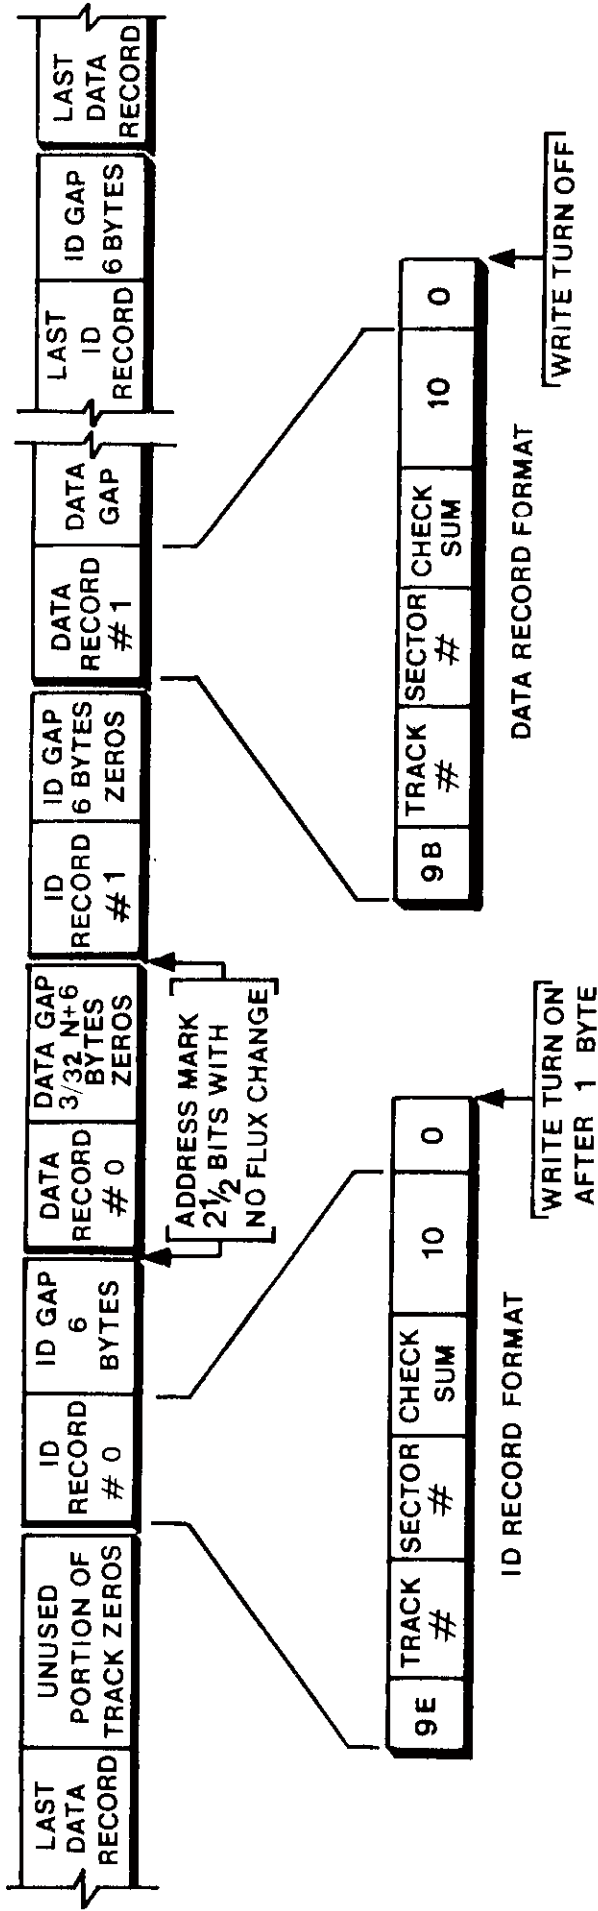 LAST
DATA
RECORD
UNUSED
PORTION OF
TRACK ZEROS
ID
RECORD
# 0
ID GAP
6
BYTES
DATA
RECORD
# 0
DATA GAP
3/32 N+6
BYTES
ZEROS
ID
RECORD
# 1
ID GAP
6 BYTES
ZEROS
DATA
RECORD
# 1
DATA
GAP
LAST
ID
RECORD
ID GAP
6 BYTES
LAST
DATA
RECORD
ADDRESS MARK
2½ BITS WITH
NO FLUX CHANGE
9E
TRACK
#
SECTOR
#
CHECK
SUM
10
0
ID RECORD FORMAT
WRITE TURN ON
AFTER 1 BYTE
9B
TRACK
#
SECTOR
#
CHECK
SUM
10
0
DATA RECORD FORMAT
WRITE TURN OFF